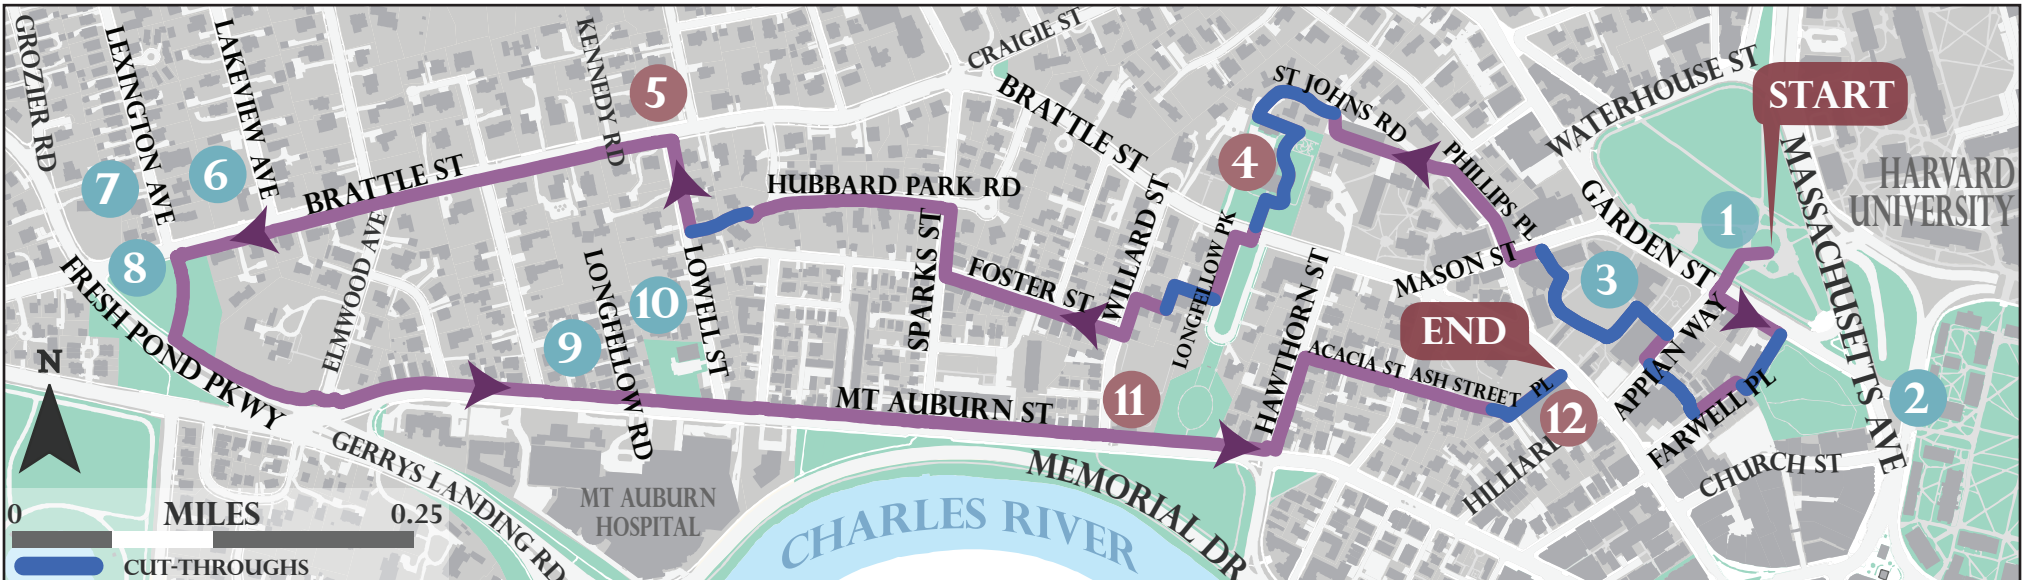 GROZIER RD
LEXINGTON AVE
LAKEVIEW AVE
KENNEDY RD
CRAIGIE ST
BRATTLE ST
ST JOHNS RD
WATERHOUSE ST
START
5
4
7
6
BRATTLE ST
HUBBARD PARK RD
PHILLIPS PL
GARDEN ST
MASSACHUSETTS AVE
HARVARD
UNIVERSITY
1
8
ELMWOOD AVE
LONGFELLOW RD
10
9
LOWELL ST
SPARKS ST
FOSTER ST
WILLARD ST
LONGFELLOW PK
HAWTHORN ST
MASON ST
3
END
APPIAN WAY
2
FRESH POND PKWY
N
MT AUBURN ST
11
ACACIA ST
ASH STREET PL
12
FARWELL PL
HILLIARD
CHURCH ST
GERRYS LANDING RD
MT AUBURN
HOSPITAL
MEMORIAL DR
CHARLES RIVER
0 MILES 0.25
CUT-THROUGHS